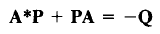 A*P + PA = −Q